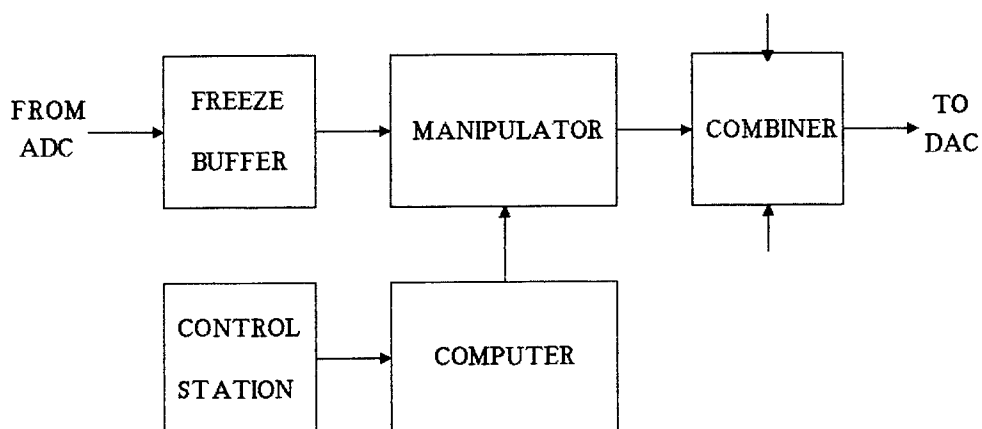 FROM
ADC
FREEZE
BUFFER
MANIPULATOR
COMBINER
TO
DAC
CONTROL
STATION
COMPUTER